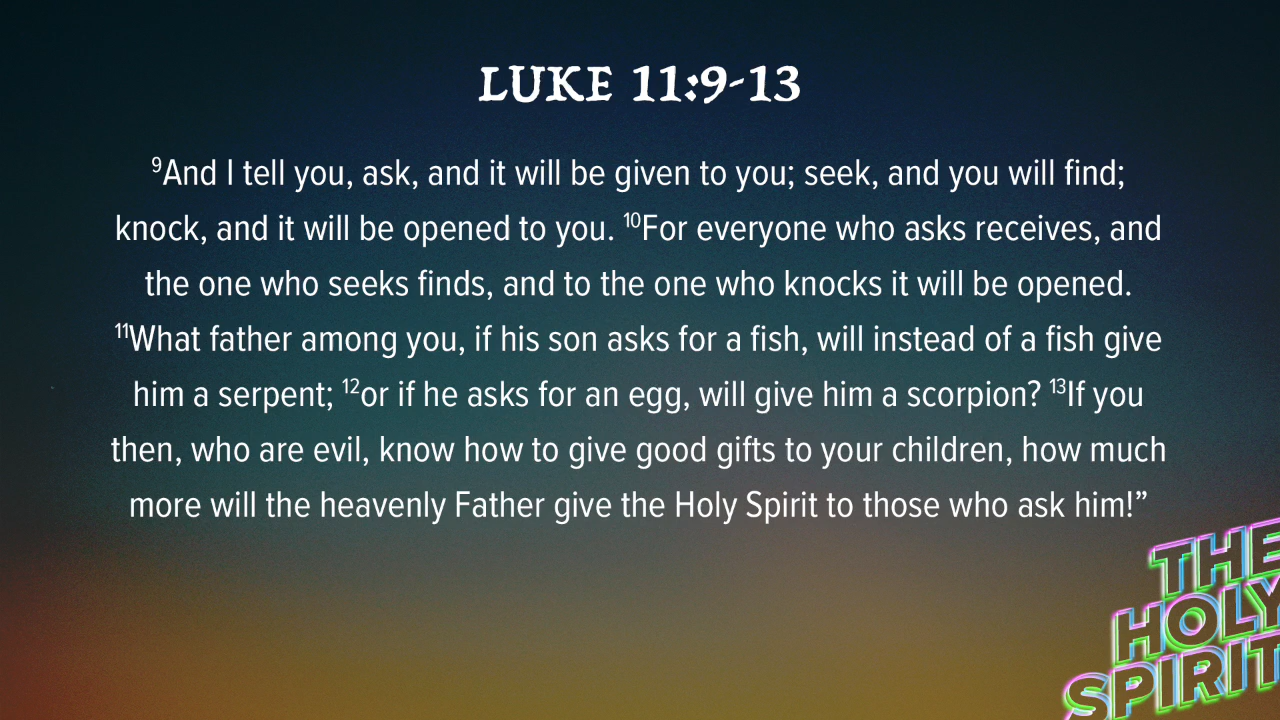 LUKE 11:9-13
⁹And I tell you, ask, and it will be given to you; seek, and you will find;
knock, and it will be opened to you. ¹⁰For everyone who asks receives, and
the one who seeks finds, and to the one who knocks it will be opened.
¹¹What father among you, if his son asks for a fish, will instead of a fish give
him a serpent; ¹²or if he asks for an egg, will give him a scorpion? ¹³If you
then, who are evil, know how to give good gifts to your children, how much
more will the heavenly Father give the Holy Spirit to those who ask him!”
THE
HOLY
SPIRIT